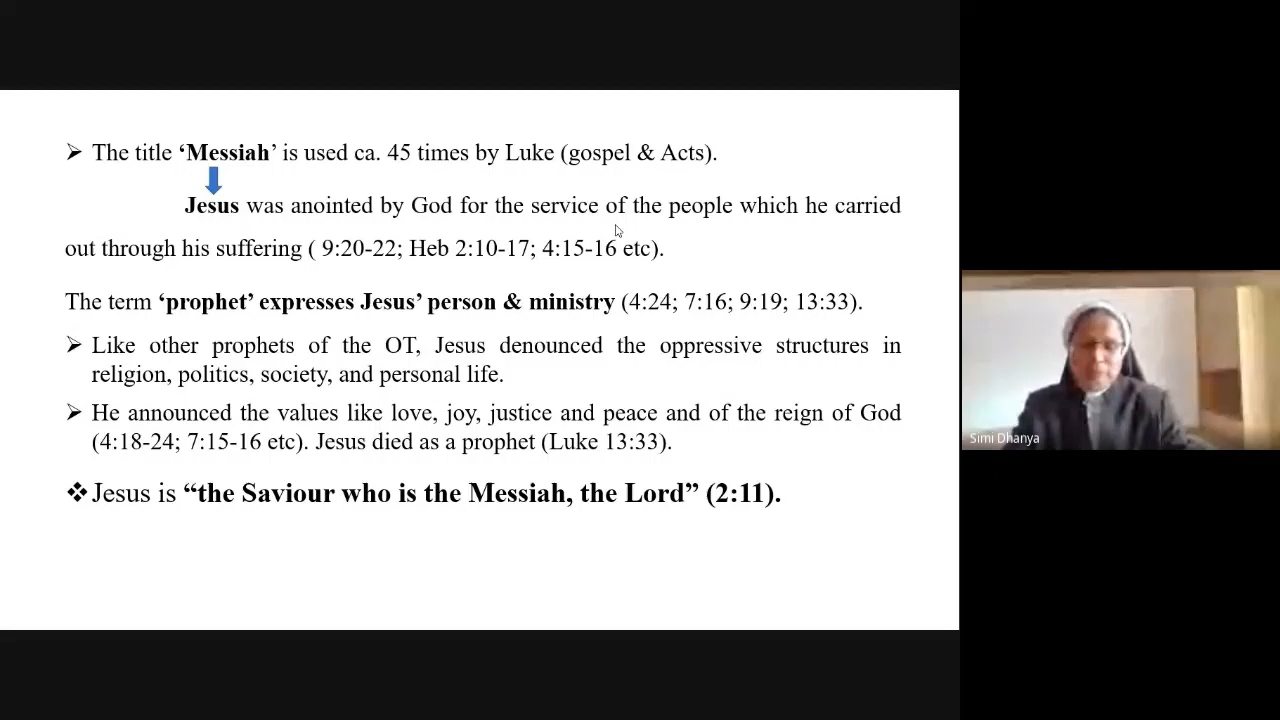 ➢ The title ‘Messiah’ is used ca. 45 times by Luke (gospel & Acts).
Jesus was anointed by God for the service of the people which he carried
out through his suffering ( 9:20-22; Heb 2:10-17; 4:15-16 etc).
The term ‘prophet’ expresses Jesus’ person & ministry (4:24; 7:16; 9:19; 13:33).
➢ Like other prophets of the OT, Jesus denounced the oppressive structures in
religion, politics, society, and personal life.
➢ He announced the values like love, joy, justice and peace and of the reign of God
(4:18-24; 7:15-16 etc). Jesus died as a prophet (Luke 13:33).
❖ Jesus is “the Saviour who is the Messiah, the Lord” (2:11).
Simi Dhanya